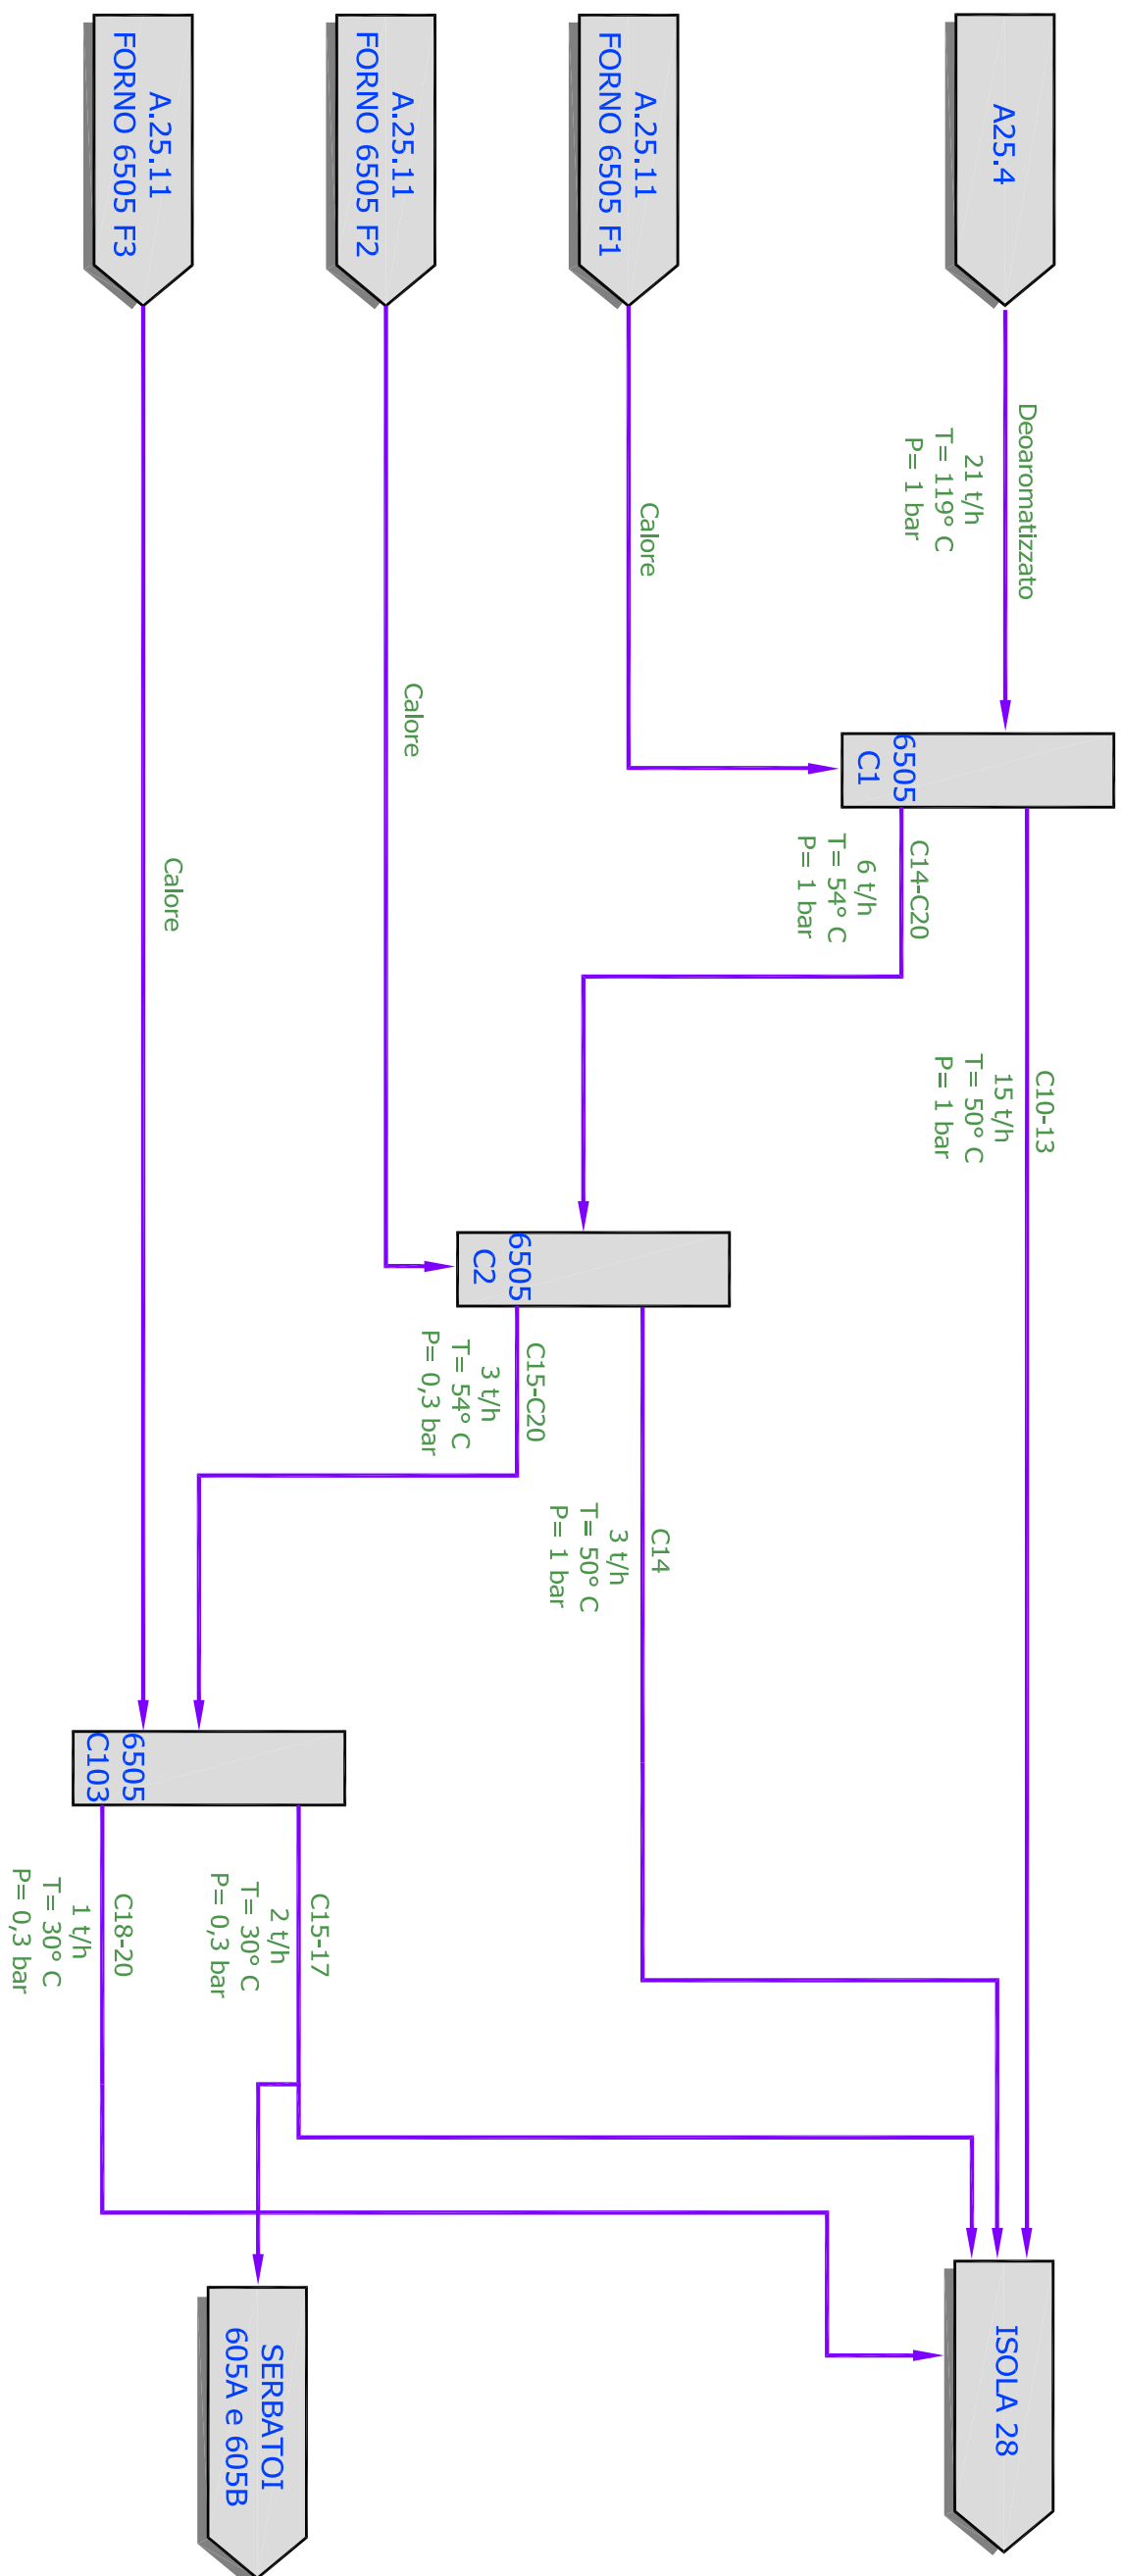 A25.4
Deoaromatizzato
21 t/h
T= 119° C
P= 1 bar
A.25.11
FORNO 6505 F1
Calore
A.25.11
FORNO 6505 F2
Calore
A.25.11
FORNO 6505 F3
Calore
6505
C1
C10-13
15 t/h
T= 50° C
P= 1 bar
C14-C20
6 t/h
T= 54° C
P= 1 bar
6505
C2
C14
3 t/h
T= 50° C
P= 1 bar
C15-C20
3 t/h
T= 54° C
P= 0,3 bar
6505
C103
C15-17
2 t/h
T= 30° C
P= 0,3 bar
C18-20
1 t/h
T= 30° C
P= 0,3 bar
ISOLA 28
SERBATOI
605A e 605B